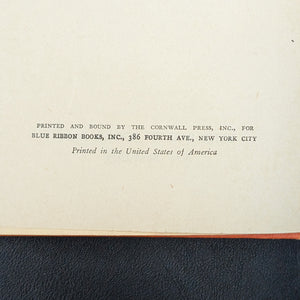 PRINTED AND BOUND BY THE CORNWALL PRESS, INC., FOR
BLUE RIBBON BOOKS, INC., 386 FOURTH AVE., NEW YORK CITY
Printed in the United States of America